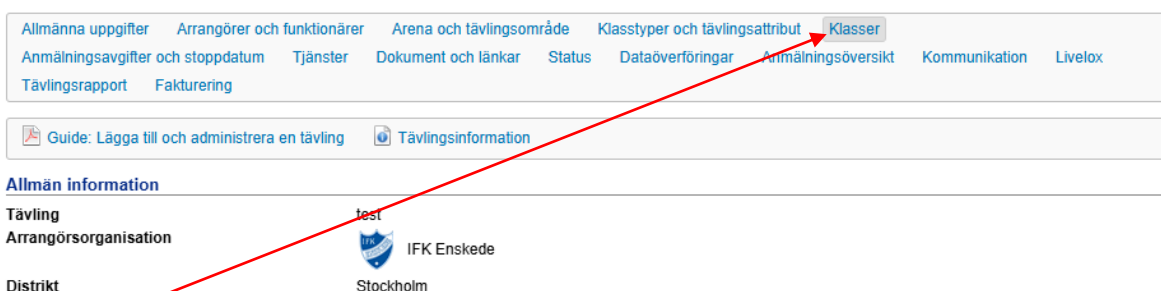 Allmänna uppgifter Arrangörer och funktionärer Arena och tävlingsområde Klasstyper och tävlingsattribut Klasser
Anmälningsavgifter och stoppdatum Tjänster Dokument och länkar Status Dataöverföringar Anmälningsöversikt Kommunikation Livelox
Tävlingsrapport Fakturering
Guide: Lägga till och administrera en tävling Tävlingsinformation
Allmän information
Tävling test
Arrangörsorganisation IFK Enskede
Distrikt Stockholm